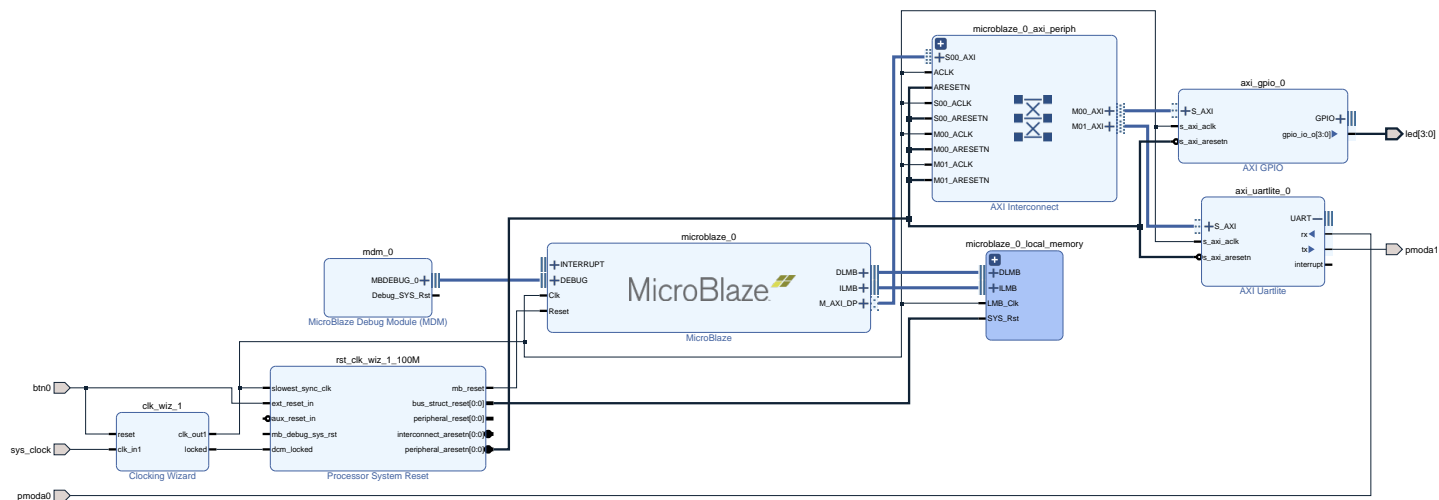 microblaze_0_axi_periph
S00_AXI
ACLK
ARESETN
S00_ACLK
S00_ARESETN
M00_ACLK
M00_ARESETN
M01_ACLK
M01_ARESETN
M00_AXI
M01_AXI
AXI Interconnect
axi_gpio_0
S_AXI
s_axi_aclk
s_axi_aresetn
GPIO
gpio_io_o[3:0]
AXI GPIO
led[3:0]
axi_uartlite_0
S_AXI
s_axi_aclk
s_axi_aresetn
UART
rx
tx
interrupt
AXI Uartlite
pmoda1
microblaze_0
INTERRUPT
DEBUG
Clk
Reset
MicroBlaze
DLMB
ILMB
M_AXI_DP
MicroBlaze
microblaze_0_local_memory
DLMB
ILMB
LMB_Clk
SYS_Rst
mdm_0
MBDEBUG_0
Debug_SYS_Rst
MicroBlaze Debug Module (MDM)
rst_clk_wiz_1_100M
slowest_sync_clk
ext_reset_in
aux_reset_in
mb_debug_sys_rst
dcm_locked
mb_reset
bus_struct_reset[0:0]
peripheral_reset[0:0]
interconnect_aresetn[0:0]
peripheral_aresetn[0:0]
Processor System Reset
btn0
clk_wiz_1
reset
clk_in1
clk_out1
locked
Clocking Wizard
sys_clock
pmoda0